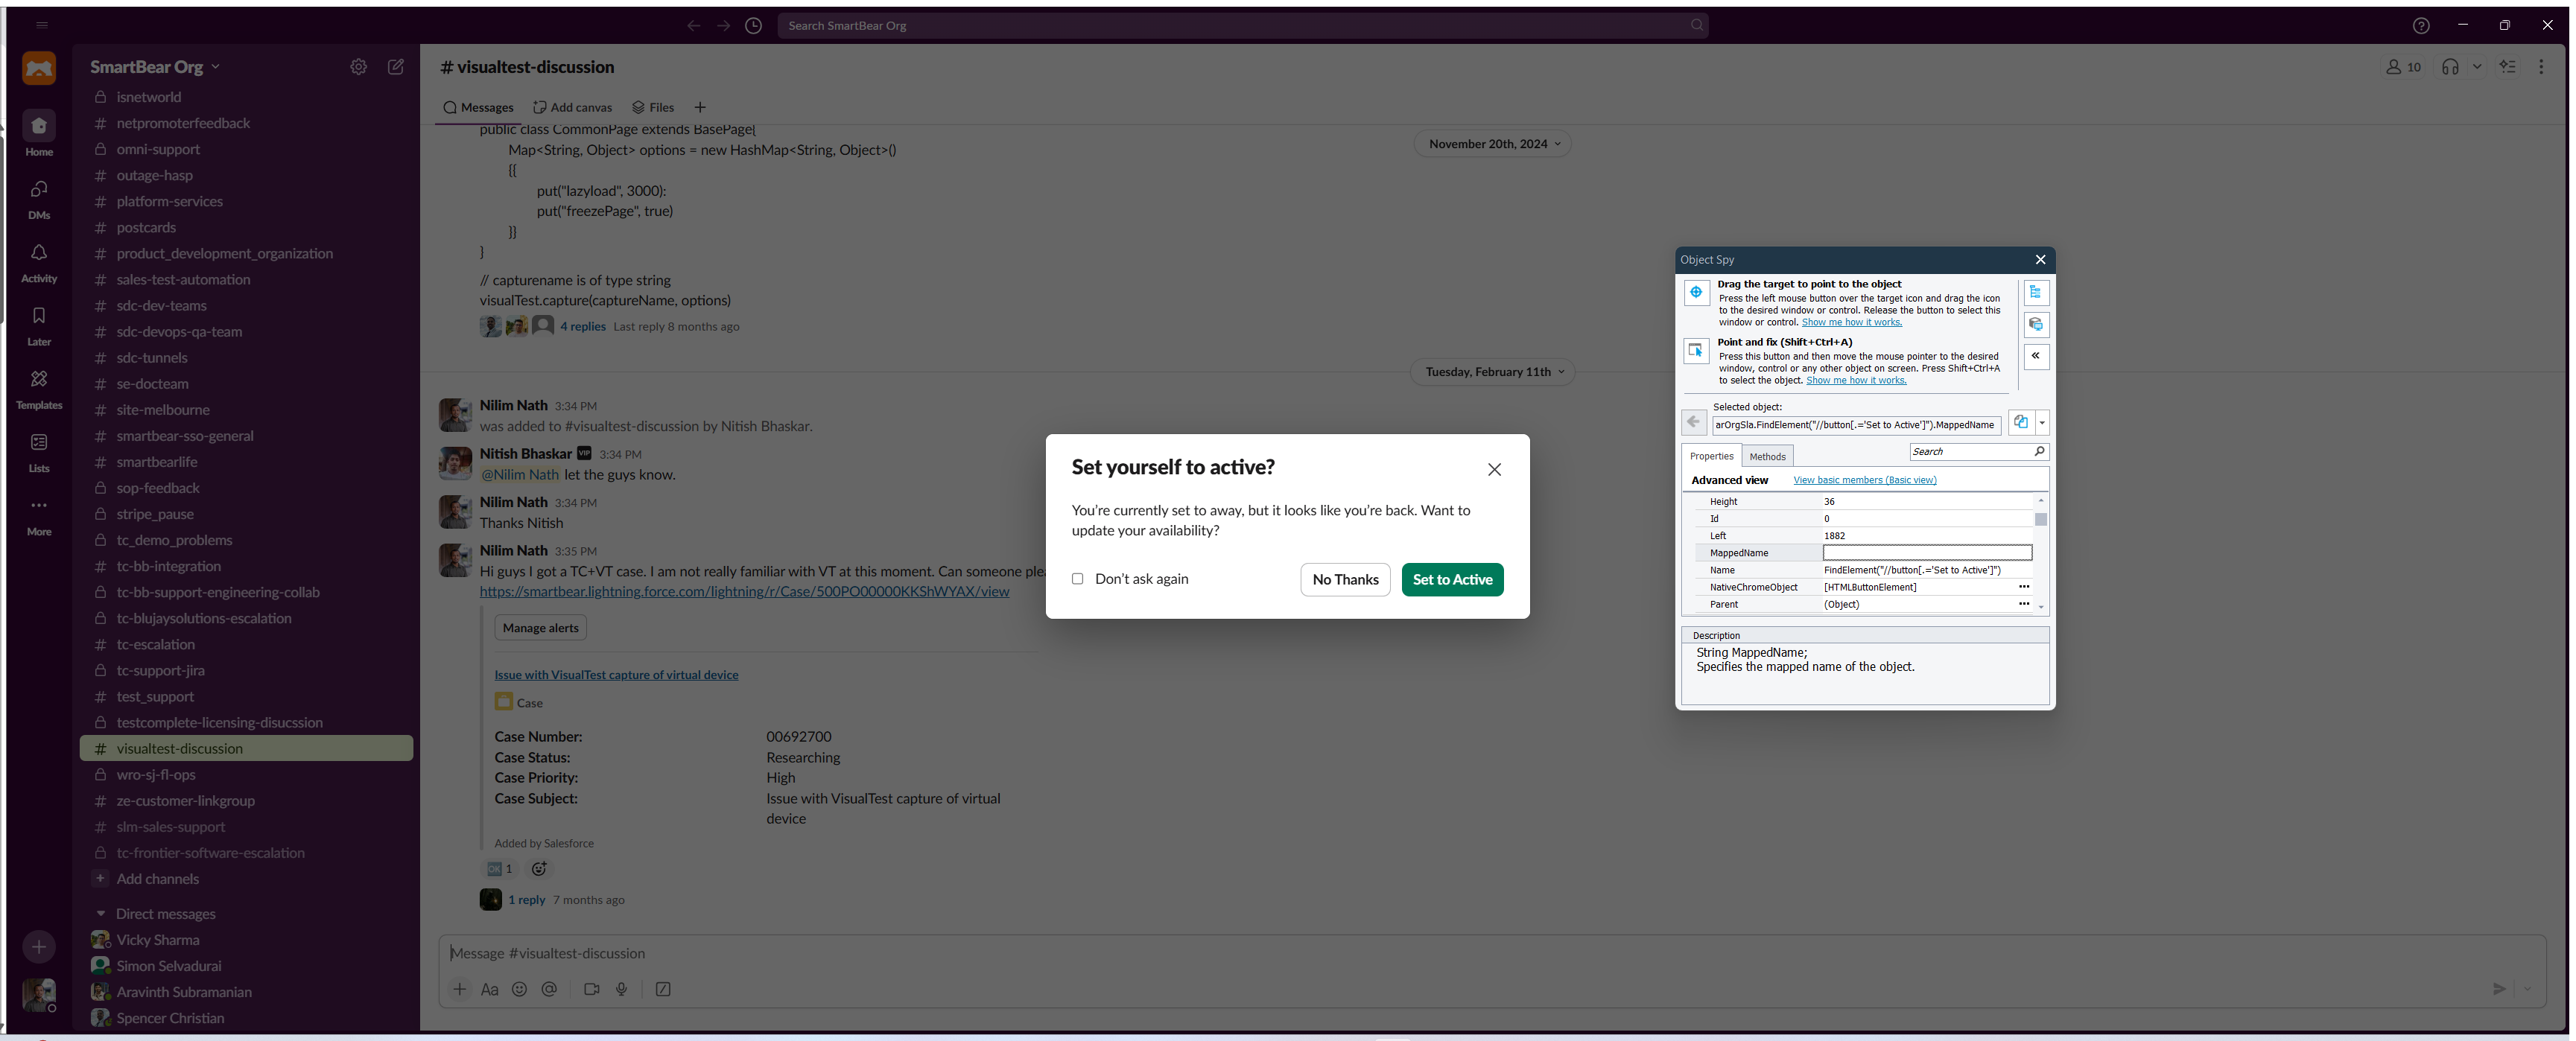 Search SmartBear Org
SmartBear Org
isnetworld
netpromoterfeedback
omni-support
outage-hasp
platform-services
postcards
product_development_organization
sales-test-automation
sdc-dev-teams
sdc-devops-qa-team
sdc-tunnels
se-docteam
site-melbourne
smartbear-sso-general
smartbearlife
sop-feedback
stripe_pause
tc_demo_problems
tc-bb-integration
tc-bb-support-engineering-collab
tc-blujaysolutions-escalation
tc-escalation
tc-support-jira
test_support
testcomplete-licensing-disucssion
visualtest-discussion
wro-sj-fl-ops
ze-customer-linkgroup
slm-sales-support
tc-frontier-software-escalation
Add channels
Direct messages
Vicky Sharma
Simon Selvadurai
Aravinth Subramanian
Spencer Christian
Home
DMs
Activity
Later
Templates
Lists
More
# visualtest-discussion
10
Messages
Add canvas
Files
November 20th, 2024
public class CommonPage extends BasePage{
Map<String, Object> options = new HashMap<String, Object>()
{{
put("lazyload", 3000):
put("freezePage", true)
}}
}
// capturename is of type string
visualTest.capture(captureName, options)
4 replies Last reply 8 months ago
Tuesday, February 11th
Nilim Nath 3:34 PM
was added to #visualtest-discussion by Nitish Bhaskar.
Nitish Bhaskar VIP 3:34 PM
@Nilim Nath let the guys know.
Nilim Nath 3:34 PM
Thanks Nitish
Nilim Nath 3:35 PM
Hi guys I got a TC+VT case. I am not really familiar with VT at this moment. Can someone ple
https://smartbear.lightning.force.com/lightning/r/Case/500PO00000KKShWYAX/view
Manage alerts
Issue with VisualTest capture of virtual device
Case
Case Number: 00692700
Case Status: Researching
Case Priority: High
Case Subject: Issue with VisualTest capture of virtual
device
Added by Salesforce
1
1 reply 7 months ago
Message #visualtest-discussion
Aa
Set yourself to active?
You're currently set to away, but it looks like you're back. Want to
update your availability?
Don't ask again
No Thanks
Set to Active
Object Spy
Drag the target to point to the object
Press the left mouse button over the target icon and drag the icon
to the desired window or control. Release the button to select this
window or control. Show me how it works.
Point and fix (Shift+Ctrl+A)
Press this button and then move the mouse pointer to the desired
window, control or any other object on screen. Press Shift+Ctrl+A
to select the object. Show me how it works.
Selected object:
arOrgSla.FindElement("//button[.='Set to Active']").MappedName
Properties
Methods
Search
Advanced view
View basic members (Basic view)
Height 36
Id 0
Left 1882
MappedName
Name FindElement("//button[.='Set to Active']")
NativeChromeObject [HTMLButtonElement]
Parent (Object)
Description
String MappedName;
Specifies the mapped name of the object.